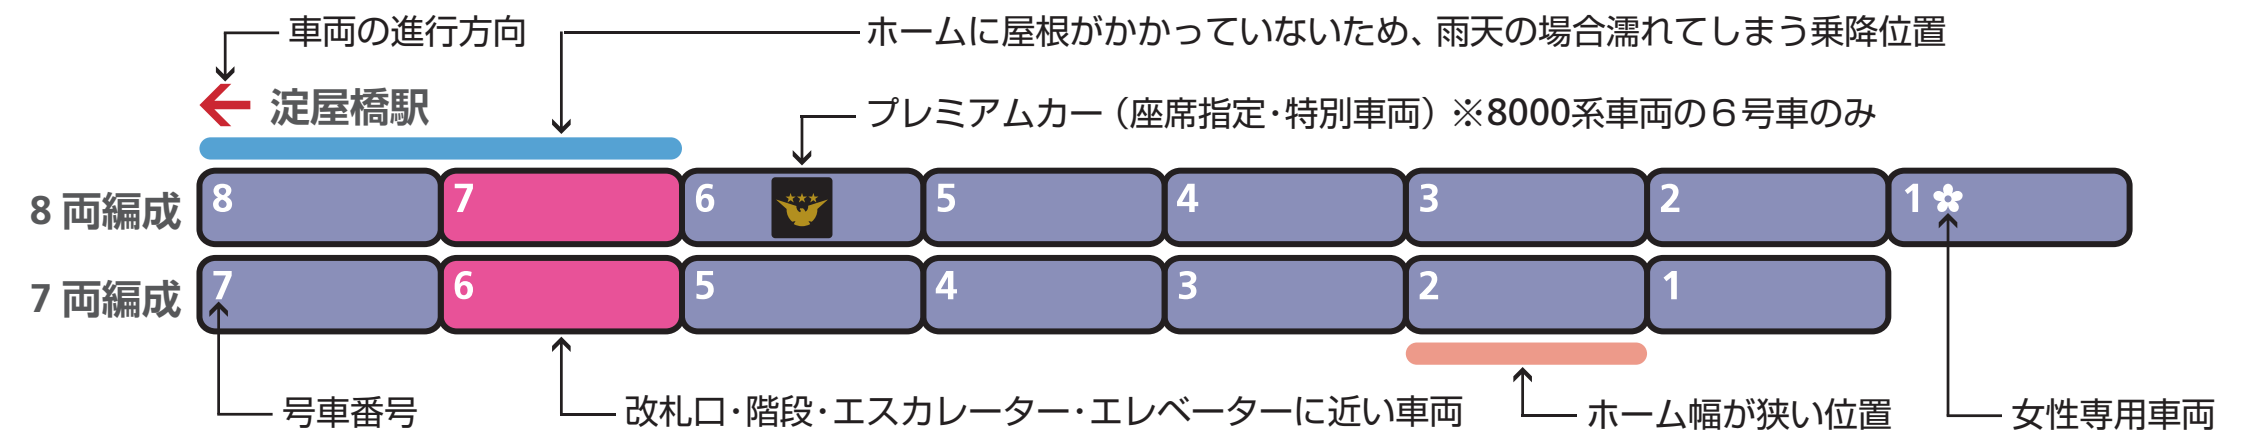 車両の進行方向
ホームに屋根がかかっていないため、雨天の場合濡れてしまう乗降位置
淀屋橋駅
プレミアムカー（座席指定・特別車両）※8000系車両の６号車のみ
8 両編成 8 7 6 5 4 3 2 1
7 両編成 7 6 5 4 3 2 1
号車番号
改札口・階段・エスカレーター・エレベーターに近い車両
ホーム幅が狭い位置
女性専用車両